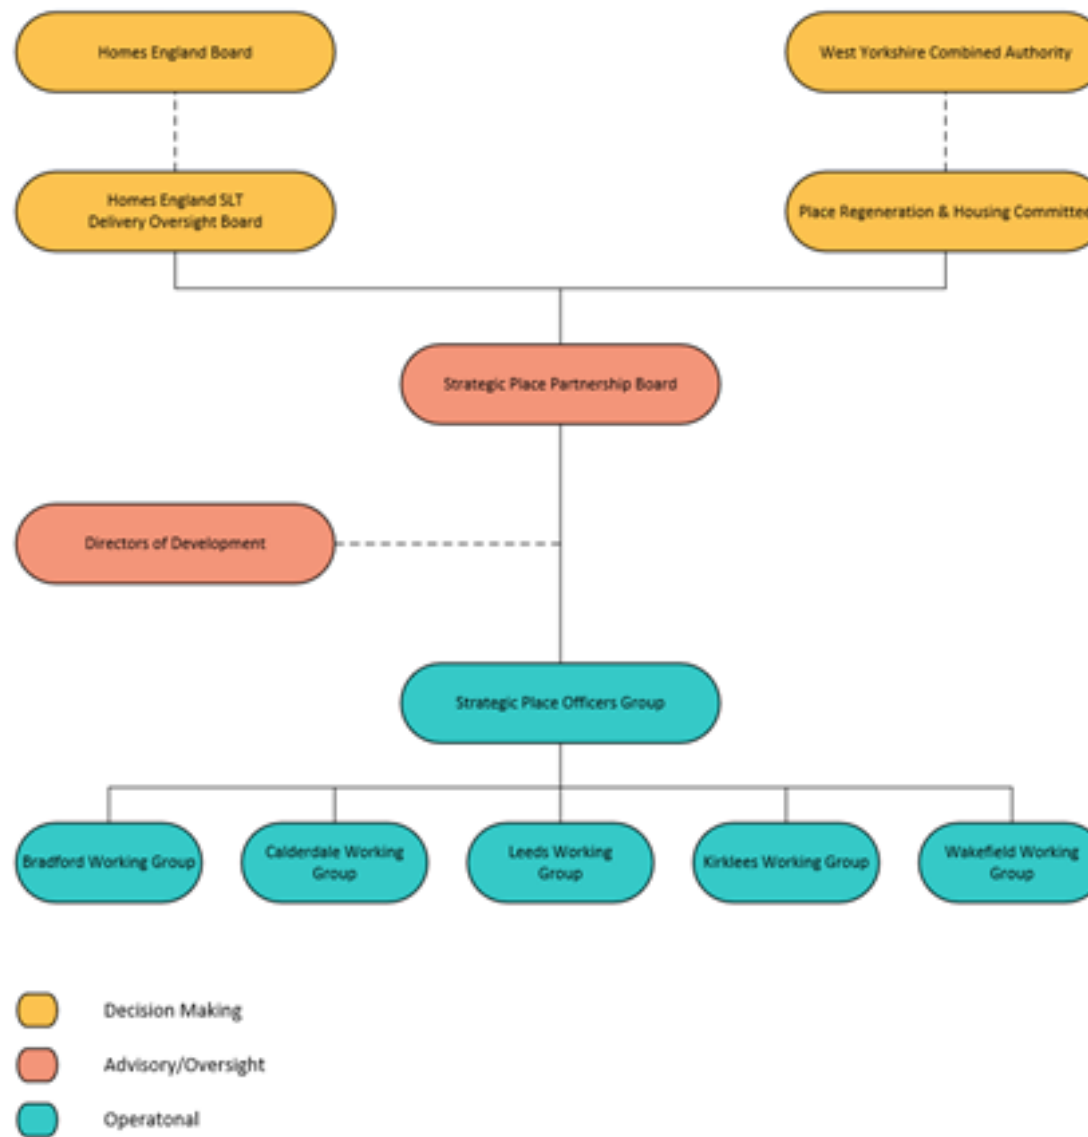 Homes England Board
West Yorkshire Combined Authority
Homes England SLT
Delivery Oversight Board
Place Regeneration & Housing Committee
Strategic Place Partnership Board
Directors of Development
Strategic Place Officers Group
Bradford Working Group
Calderdale Working
Group
Leeds Working
Group
Kirklees Working Group
Wakefield Working
Group
Decision Making
Advisory/Oversight
Operatonal